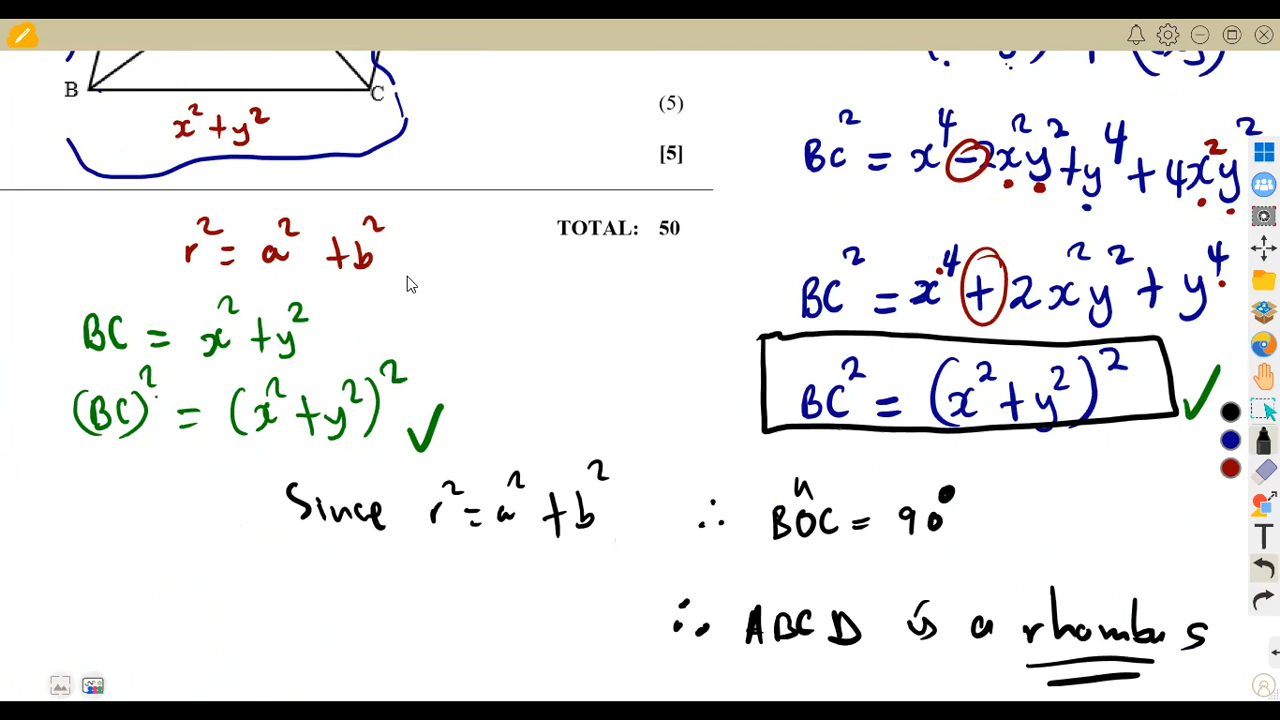 B C
x² + y²
(5)
[5]
TOTAL: 50
r² = a² + b²
BC = x² + y²
(BC)² = (x² + y²)² ✓
Since r² = a² + b²
BC² = x⁴ - 2x²y² + y⁴ + 4x²y²
BC² = x⁴ + 2x²y² + y⁴
BC² = (x² + y²)² ✓
∴ BÔC = 90°
∴ ABCD is a rhombus